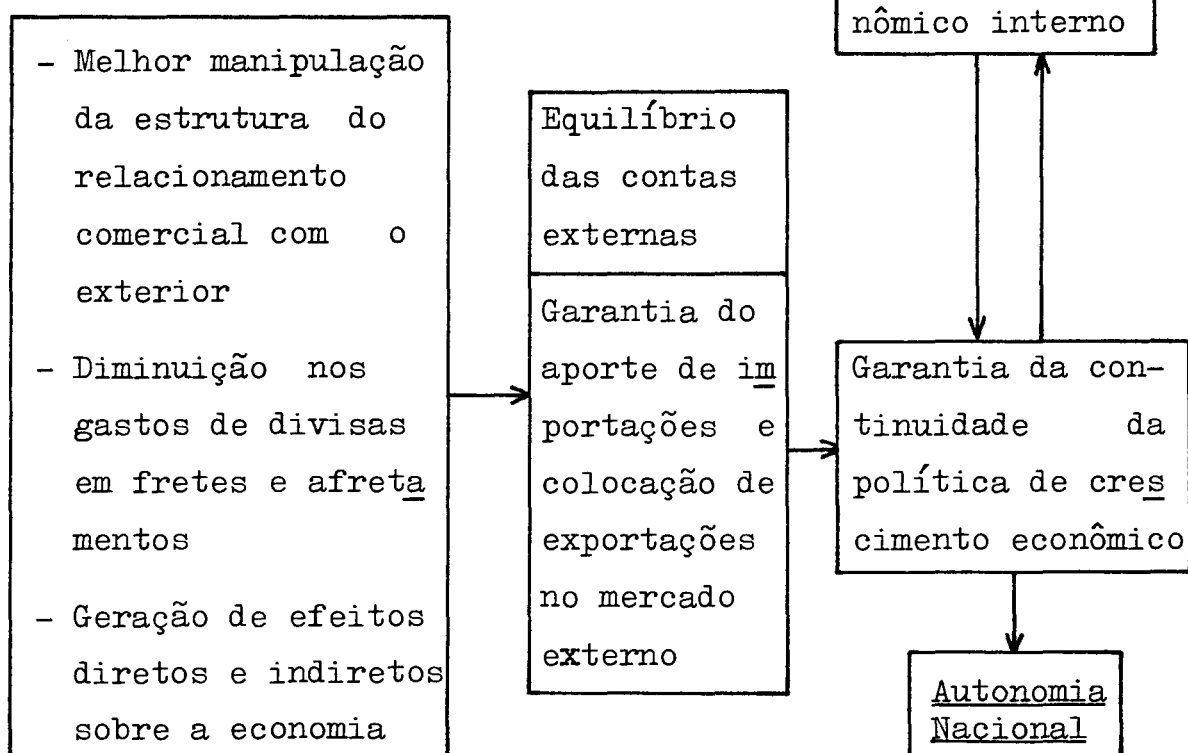 – Melhor manipulação
da estrutura do
relacionamento
comercial com o
exterior
– Diminuição nos
gastos de divisas
em fretes e afreta
mentos
– Geração de efeitos
diretos e indiretos
sobre a economia
Equilíbrio
das contas
externas
Garantia do
aporte de im
portações e
colocação de
exportações
no mercado
externo
nômico interno
Garantia da con-
tinuidade da
política de cres
cimento econômico
Autonomia
Nacional